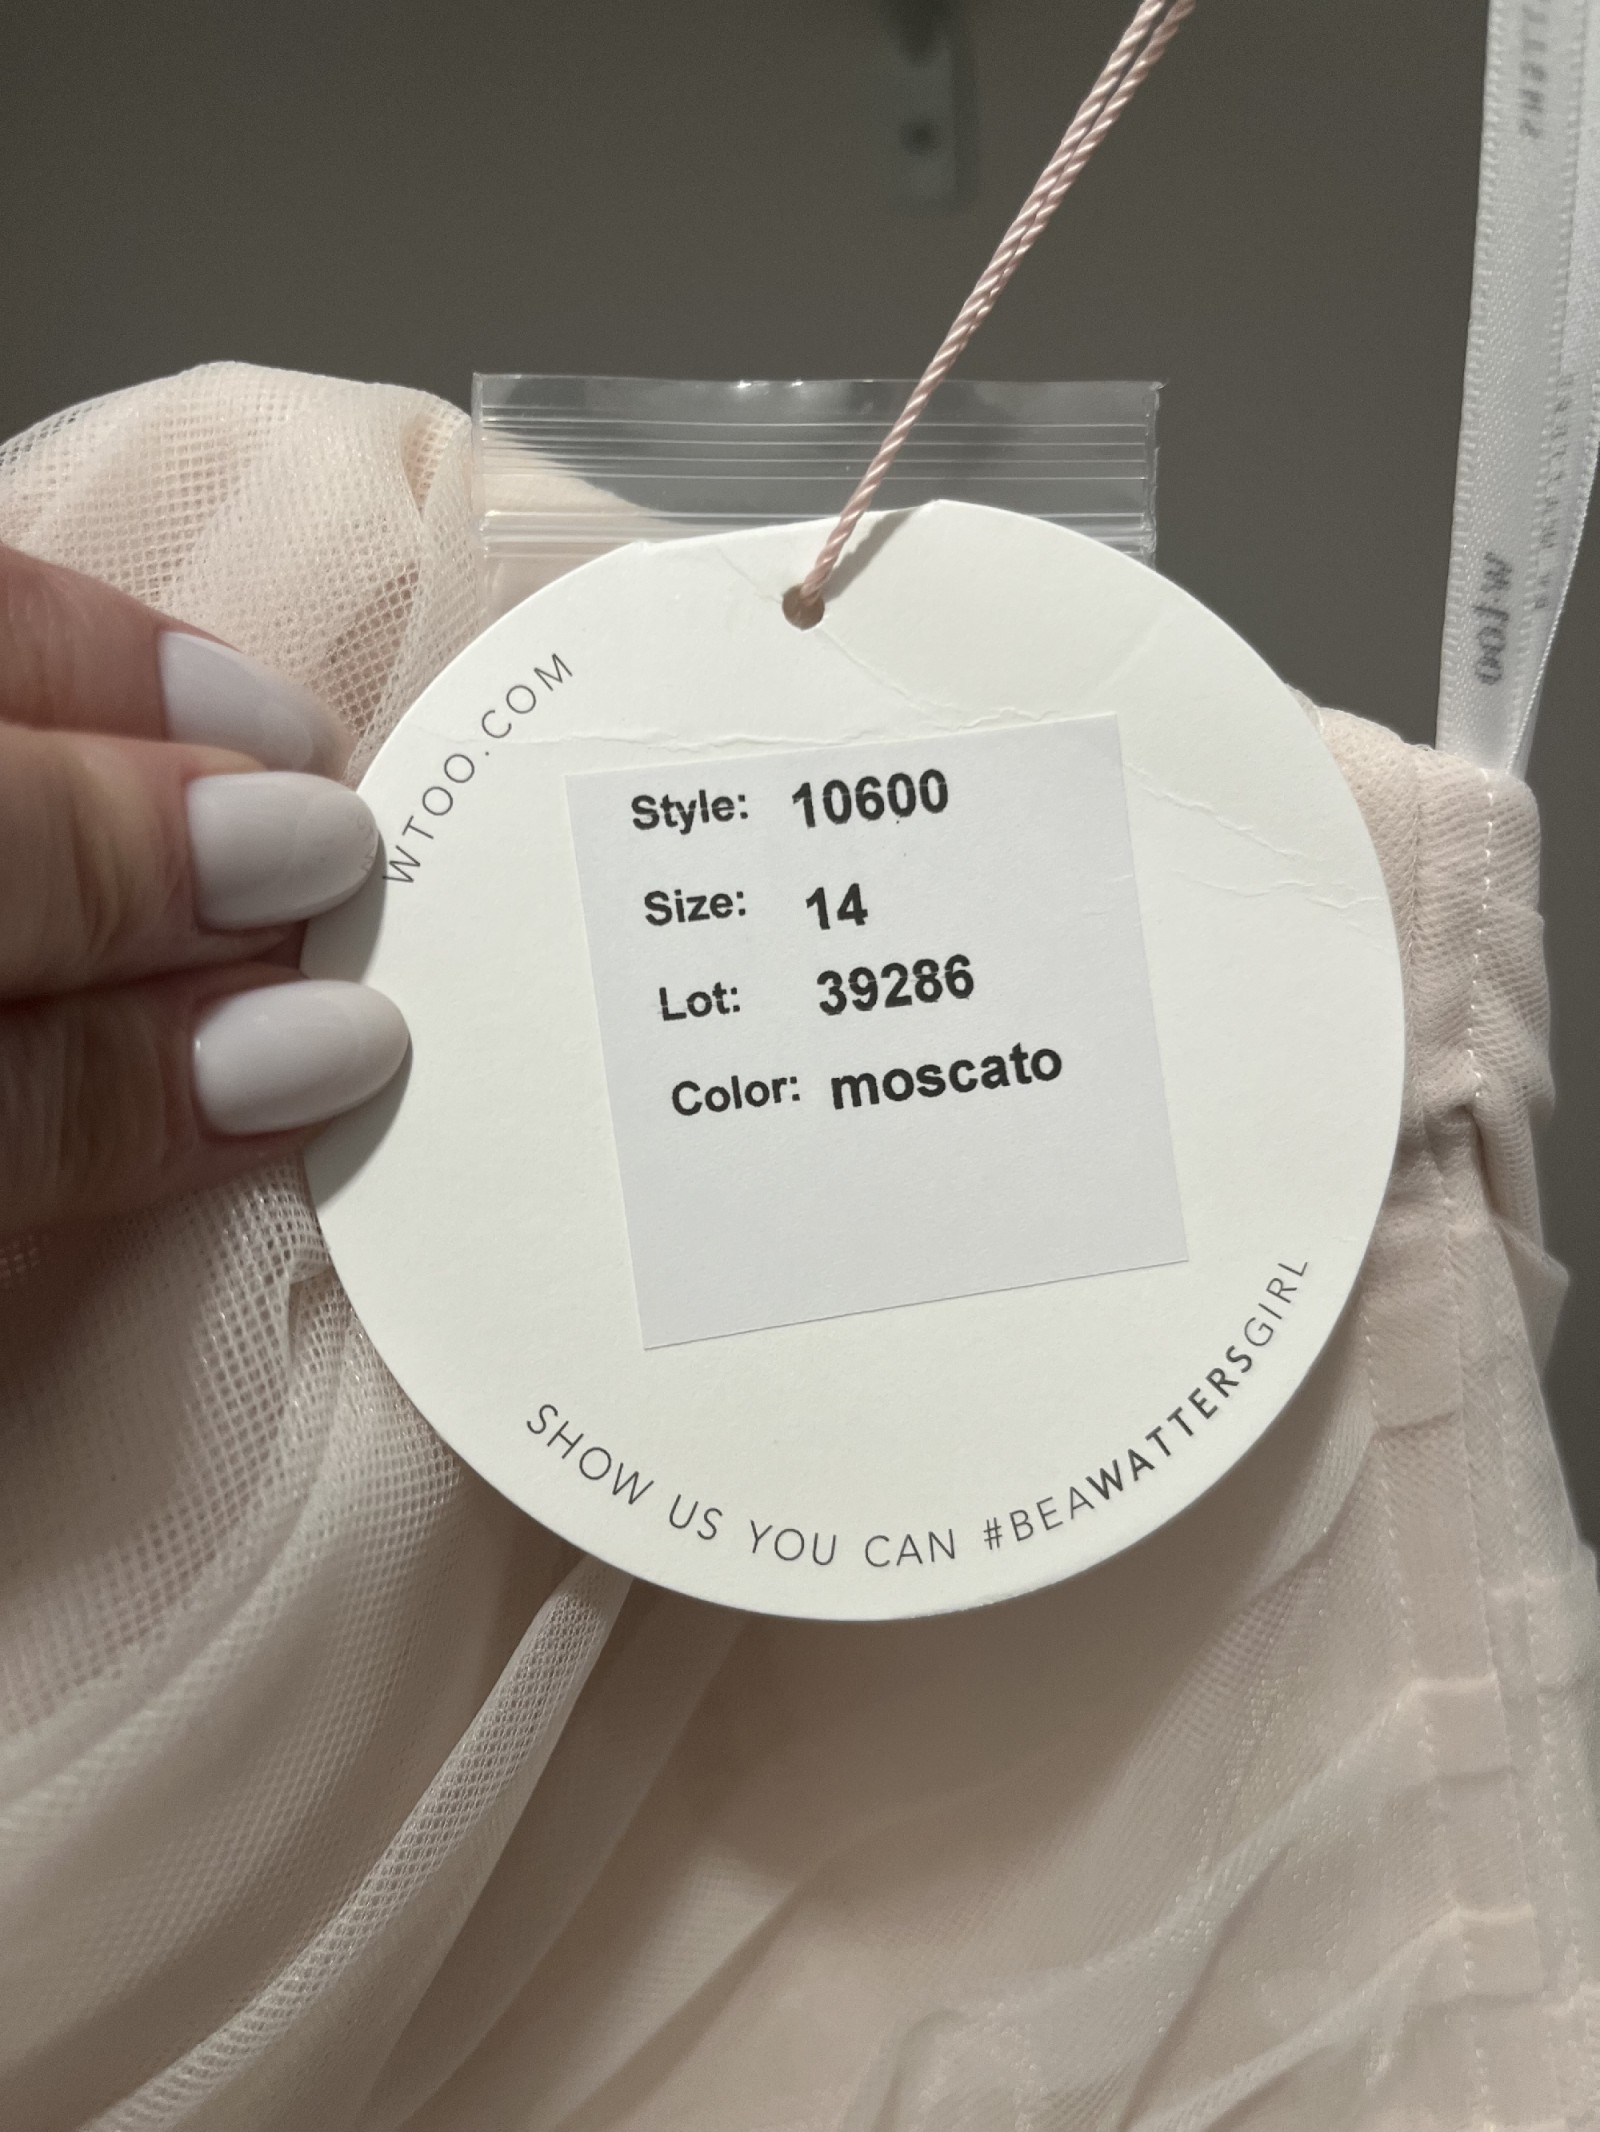 WTOO.COM
Style: 10600
Size: 14
Lot: 39286
Color: moscato
SHOW US YOU CAN #BEAWATTERSGIRL